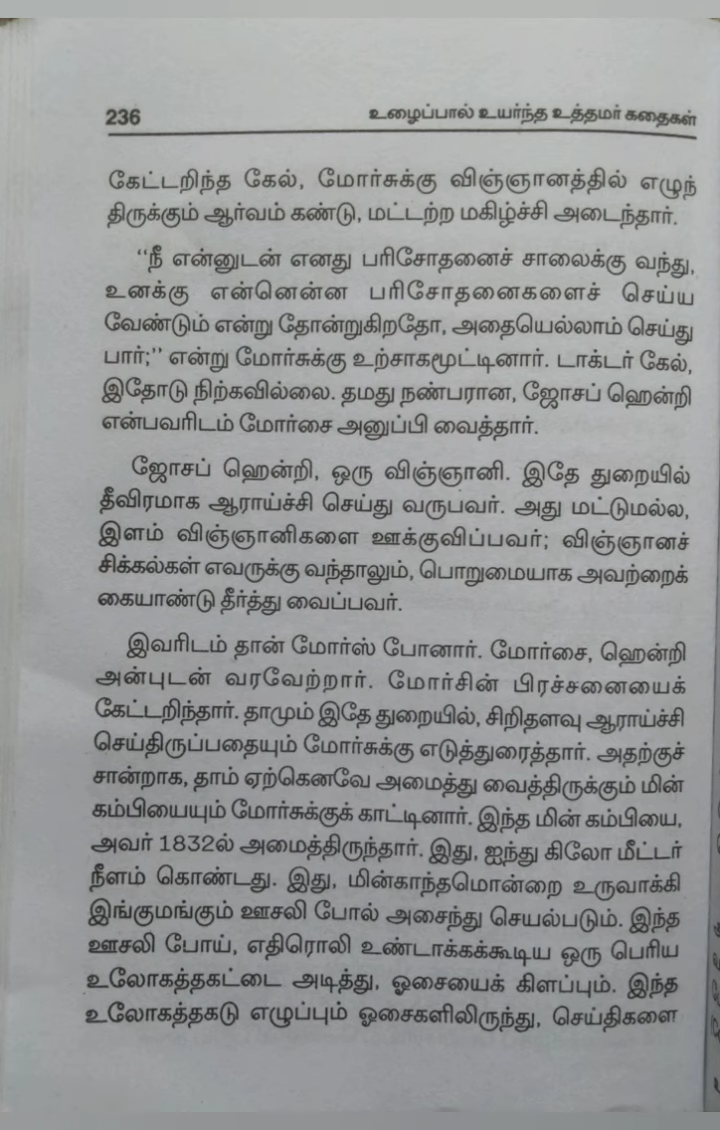 236 உழைப்பால் உயர்ந்த உத்தமர் கதைகள்
கேட்டறிந்த கேல், மோர்சுக்கு விஞ்ஞானத்தில் எழுந்
திருக்கும் ஆர்வம் கண்டு, மட்டற்ற மகிழ்ச்சி அடைந்தார்.
“நீ என்னுடன் எனது பரிசோதனைச் சாலைக்கு வந்து,
உனக்கு என்னென்ன பரிசோதனைகளைச் செய்ய
வேண்டும் என்று தோன்றுகிறதோ, அதையெல்லாம் செய்து
பார்;” என்று மோர்சுக்கு உற்சாகமூட்டினார். டாக்டர் கேல்,
இதோடு நிற்கவில்லை. தமது நண்பரான, ஜோசப் ஹென்றி
என்பவரிடம் மோர்சை அனுப்பி வைத்தார்.
ஜோசப் ஹென்றி, ஒரு விஞ்ஞானி. இதே துறையில்
தீவிரமாக ஆராய்ச்சி செய்து வருபவர். அது மட்டுமல்ல,
இளம் விஞ்ஞானிகளை ஊக்குவிப்பவர்; விஞ்ஞானச்
சிக்கல்கள் எவருக்கு வந்தாலும், பொறுமையாக அவற்றைக்
கையாண்டு தீர்த்து வைப்பவர்.
இவரிடம் தான் மோர்ஸ் போனார். மோர்சை, ஹென்றி
அன்புடன் வரவேற்றார். மோர்சின் பிரச்சனையைக்
கேட்டறிந்தார். தாமும் இதே துறையில், சிறிதளவு ஆராய்ச்சி
செய்திருப்பதையும் மோர்சுக்கு எடுத்துரைத்தார். அதற்குச்
சான்றாக, தாம் ஏற்கெனவே அமைத்து வைத்திருக்கும் மின்
கம்பியையும் மோர்சுக்குக் காட்டினார். இந்த மின் கம்பியை,
அவர் 1832ல் அமைத்திருந்தார். இது, ஐந்து கிலோ மீட்டர்
நீளம் கொண்டது. இது, மின்காந்தமொன்றை உருவாக்கி
இங்குமங்கும் ஊசலி போல் அசைந்து செயல்படும். இந்த
ஊசலி போய், எதிரொலி உண்டாக்கக்கூடிய ஒரு பெரிய
உலோகத்தகட்டை அடித்து, ஓசையைக் கிளப்பும். இந்த
உலோகத்தகடு எழுப்பும் ஓசைகளிலிருந்து, செய்திகளை